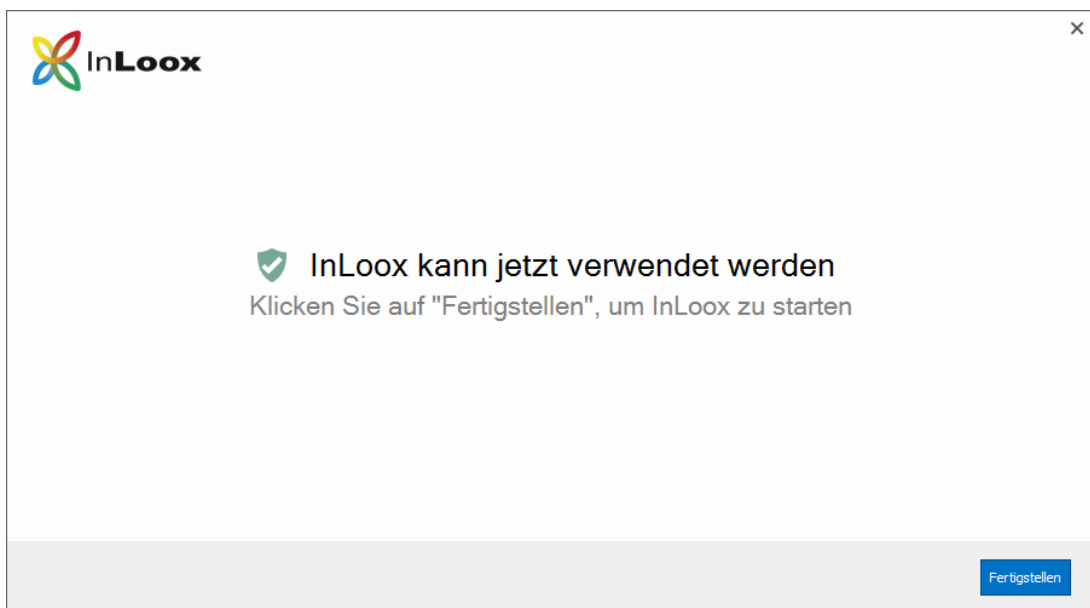 InLoox
InLoox kann jetzt verwendet werden
Klicken Sie auf "Fertigstellen", um InLoox zu starten
Fertigstellen